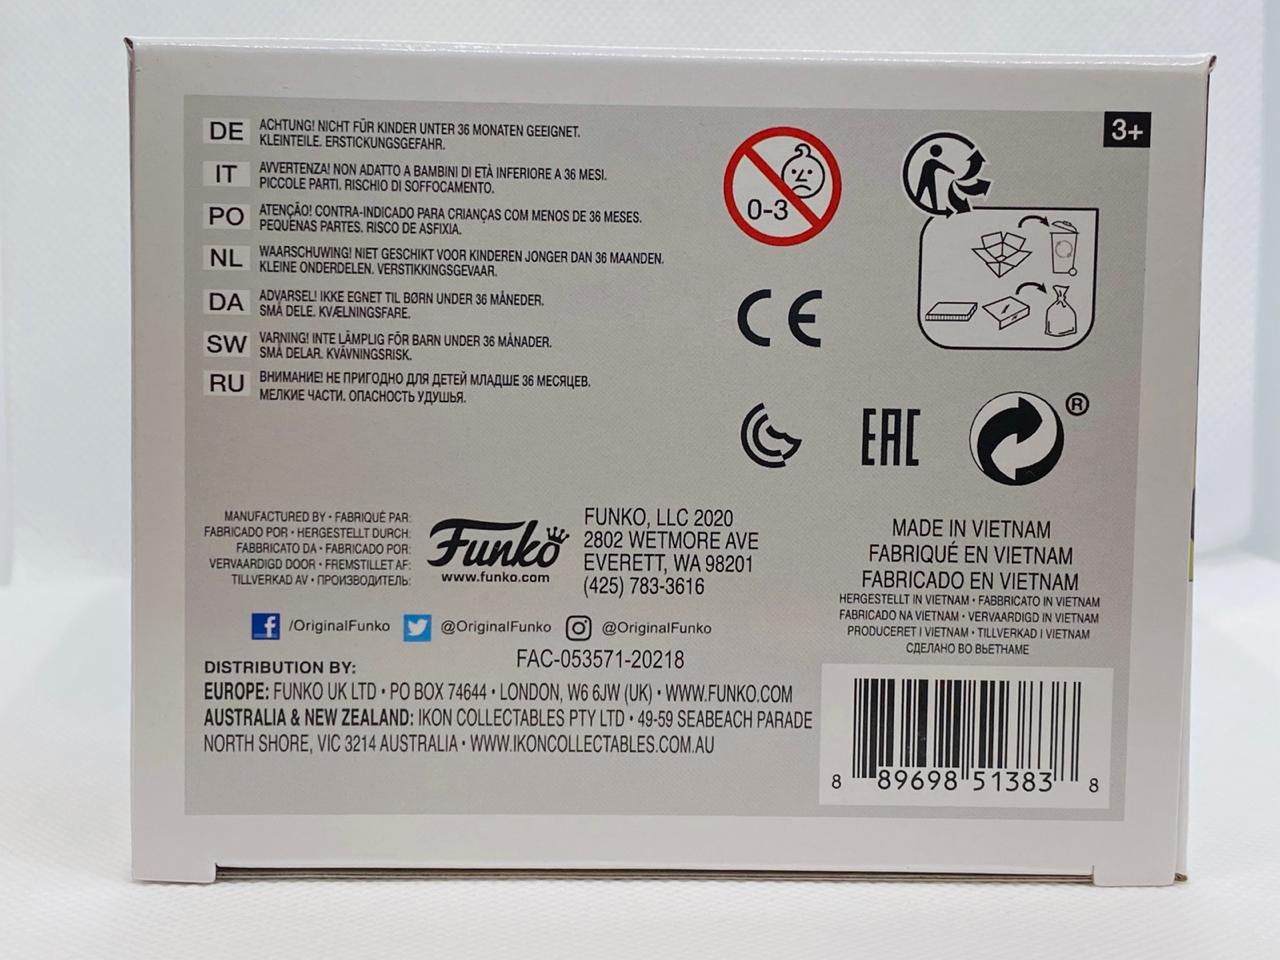 3+
DE
ACHTUNG! NICHT FÜR KINDER UNTER 36 MONATEN GEEIGNET.
KLEINTEILE. ERSTICKUNGSGEFAHR.
IT
AVVERTENZA! NON ADATTO A BAMBINI DI ETÀ INFERIORE A 36 MESI.
PICCOLE PARTI. RISCHIO DI SOFFOCAMENTO.
PO
ATENÇÃO! CONTRA-INDICADO PARA CRIANÇAS COM MENOS DE 36 MESES.
PEQUENAS PARTES. RISCO DE ASFIXIA.
NL
WAARSCHUWING! NIET GESCHIKT VOOR KINDEREN JONGER DAN 36 MAANDEN.
KLEINE ONDERDELEN. VERSTIKKINGSGEVAAR.
DA
ADVARSEL! IKKE EGNET TIL BØRN UNDER 36 MÅNEDER.
SMÅ DELE. KVÆLNINGSFARE.
SW
VARNING! INTE LÄMPLIG FÖR BARN UNDER 36 MÅNADER.
SMÅ DELAR. KVÄVNINGSRISK.
RU
ВНИМАНИЕ! НЕ ПРИГОДНО ДЛЯ ДЕТЕЙ МЛАДШЕ 36 МЕСЯЦЕВ.
МЕЛКИЕ ЧАСТИ. ОПАСНОСТЬ УДУШЬЯ.
0-3
CE
EAC
®
MANUFACTURED BY • FABRIQUÉ PAR:
FABRICADO POR • HERGESTELLT DURCH:
FABBRICATO DA • FABRICADO POR:
VERVAARDIGD DOOR • FREMSTILLET AF:
TILLVERKAD AV • ПРОИЗВОДИТЕЛЬ:
Funko
www.funko.com
FUNKO, LLC 2020
2802 WETMORE AVE
EVERETT, WA 98201
(425) 783-3616
MADE IN VIETNAM
FABRIQUÉ EN VIETNAM
FABRICADO EN VIETNAM
HERGESTELLT IN VIETNAM • FABBRICATO IN VIETNAM
FABRICADO NA VIETNAM • VERVAARDIGD IN VIETNAM
PRODUCERET I VIETNAM • TILLVERKAD I VIETNAM
СДЕЛАНО ВО ВЬЕТНАМЕ
/OriginalFunko @OriginalFunko @OriginalFunko
FAC-053571-20218
DISTRIBUTION BY:
EUROPE: FUNKO UK LTD • PO BOX 74644 • LONDON, W6 6JW (UK) • WWW.FUNKO.COM
AUSTRALIA & NEW ZEALAND: IKON COLLECTABLES PTY LTD • 49-59 SEABEACH PARADE
NORTH SHORE, VIC 3214 AUSTRALIA • WWW.IKONCOLLECTABLES.COM.AU
8 89698 51383 8